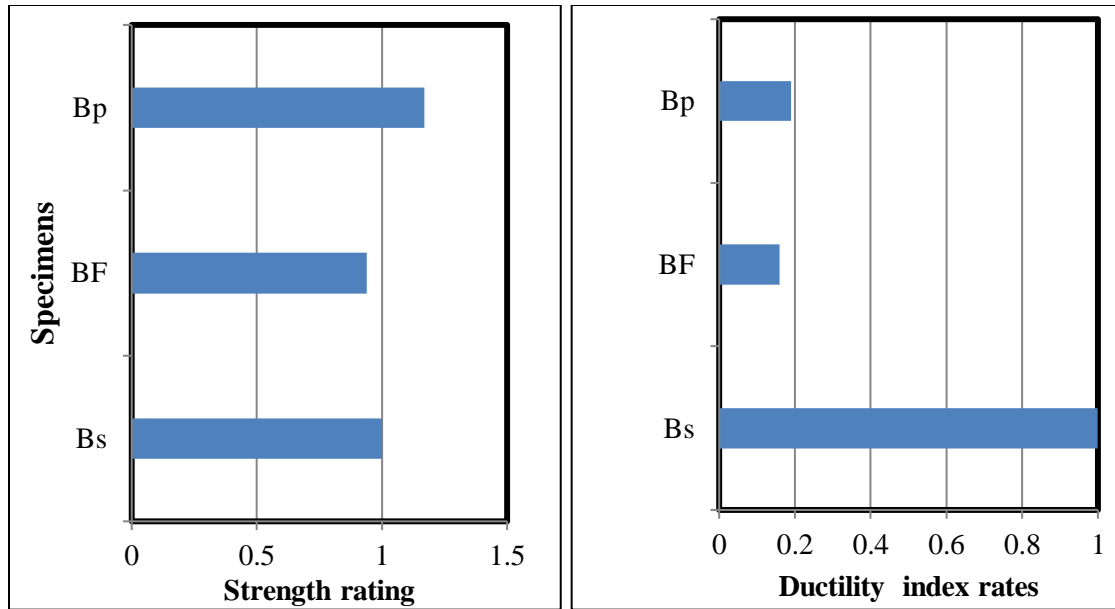 Specimens
Bp
BF
Bs
0 0.5 1 1.5
Strength rating
Bp
BF
Bs
0 0.2 0.4 0.6 0.8 1
Ductility index rates